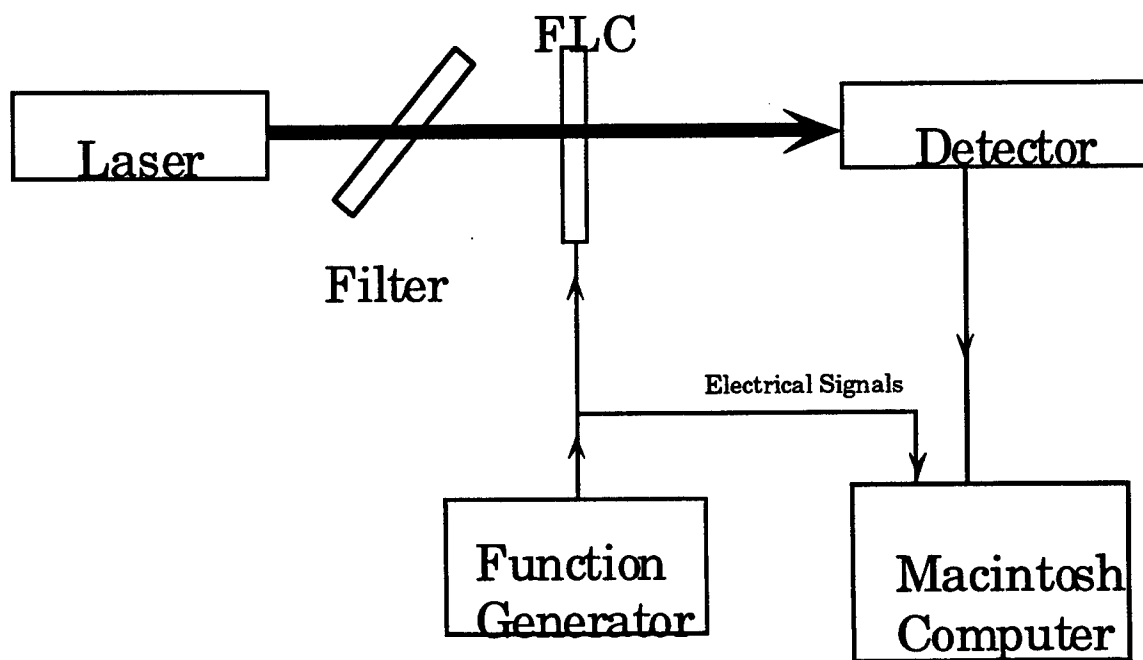 FLC
Laser
Detector
Filter
Electrical Signals
Function
Generator
Macintosh
Computer